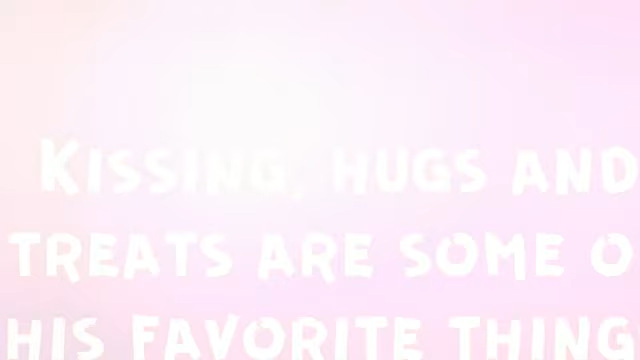 KISSING, HUGS AND
TREATS ARE SOME O
HIS FAVORITE THING